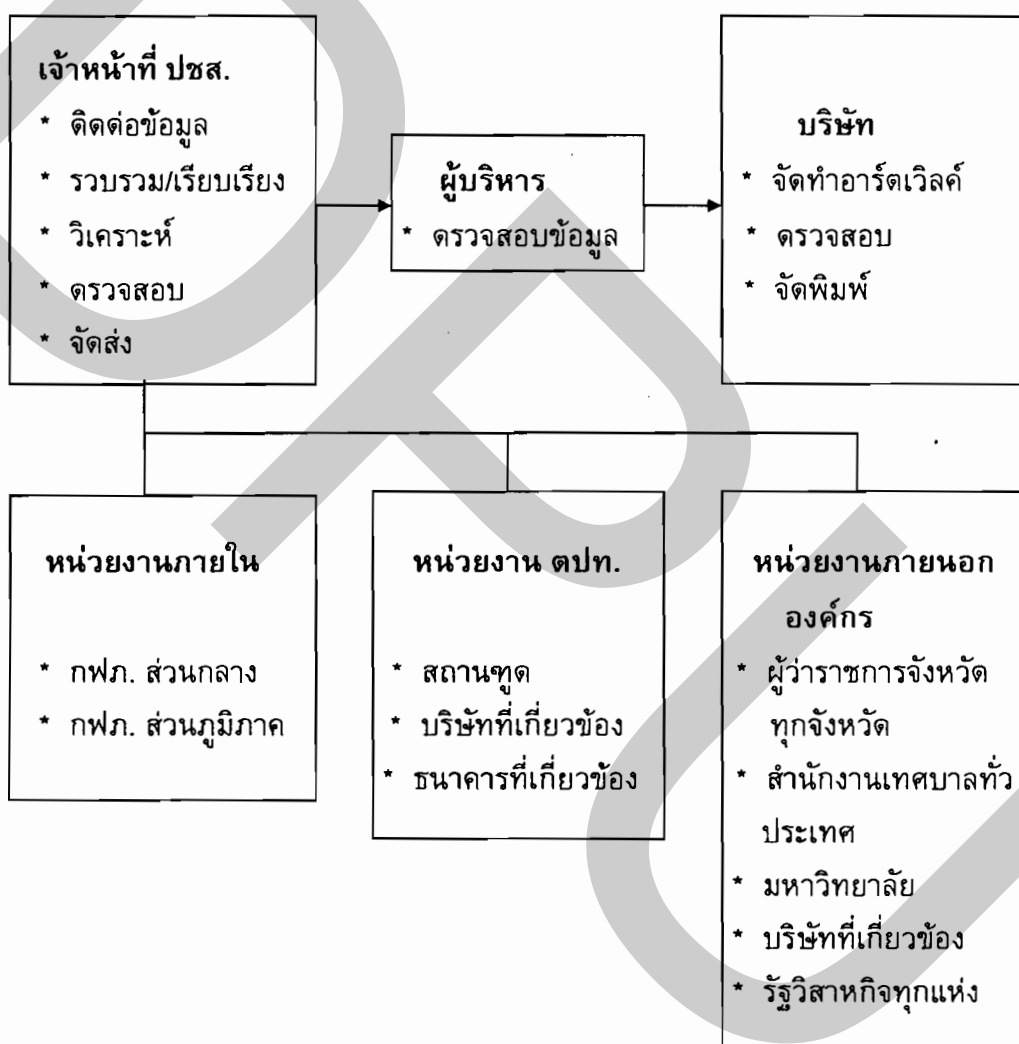 เจ้าหน้าที่ ปชส.
* ติดต่อข้อมูล
* รวบรวม/เรียบเรียง
* วิเคราะห์
* ตรวจสอบ
* จัดส่ง
ผู้บริหาร
* ตรวจสอบข้อมูล
บริษัท
* จัดทำอาร์ตเวิลค์
* ตรวจสอบ
* จัดพิมพ์
หน่วยงานภายใน
* กฟภ. ส่วนกลาง
* กฟภ. ส่วนภูมิภาค
หน่วยงาน ตปท.
* สถานฑูด
* บริษัทที่เกี่ยวข้อง
* ธนาคารที่เกี่ยวข้อง
หน่วยงานภายนอก
องค์กร
* ผู้ว่าราชการจังหวัด
ทุกจังหวัด
* สำนักงานเทศบาลทั่ว
ประเทศ
* มหาวิทยาลัย
* บริษัทที่เกี่ยวข้อง
* รัฐวิสาหกิจทุกแห่ง
DPU